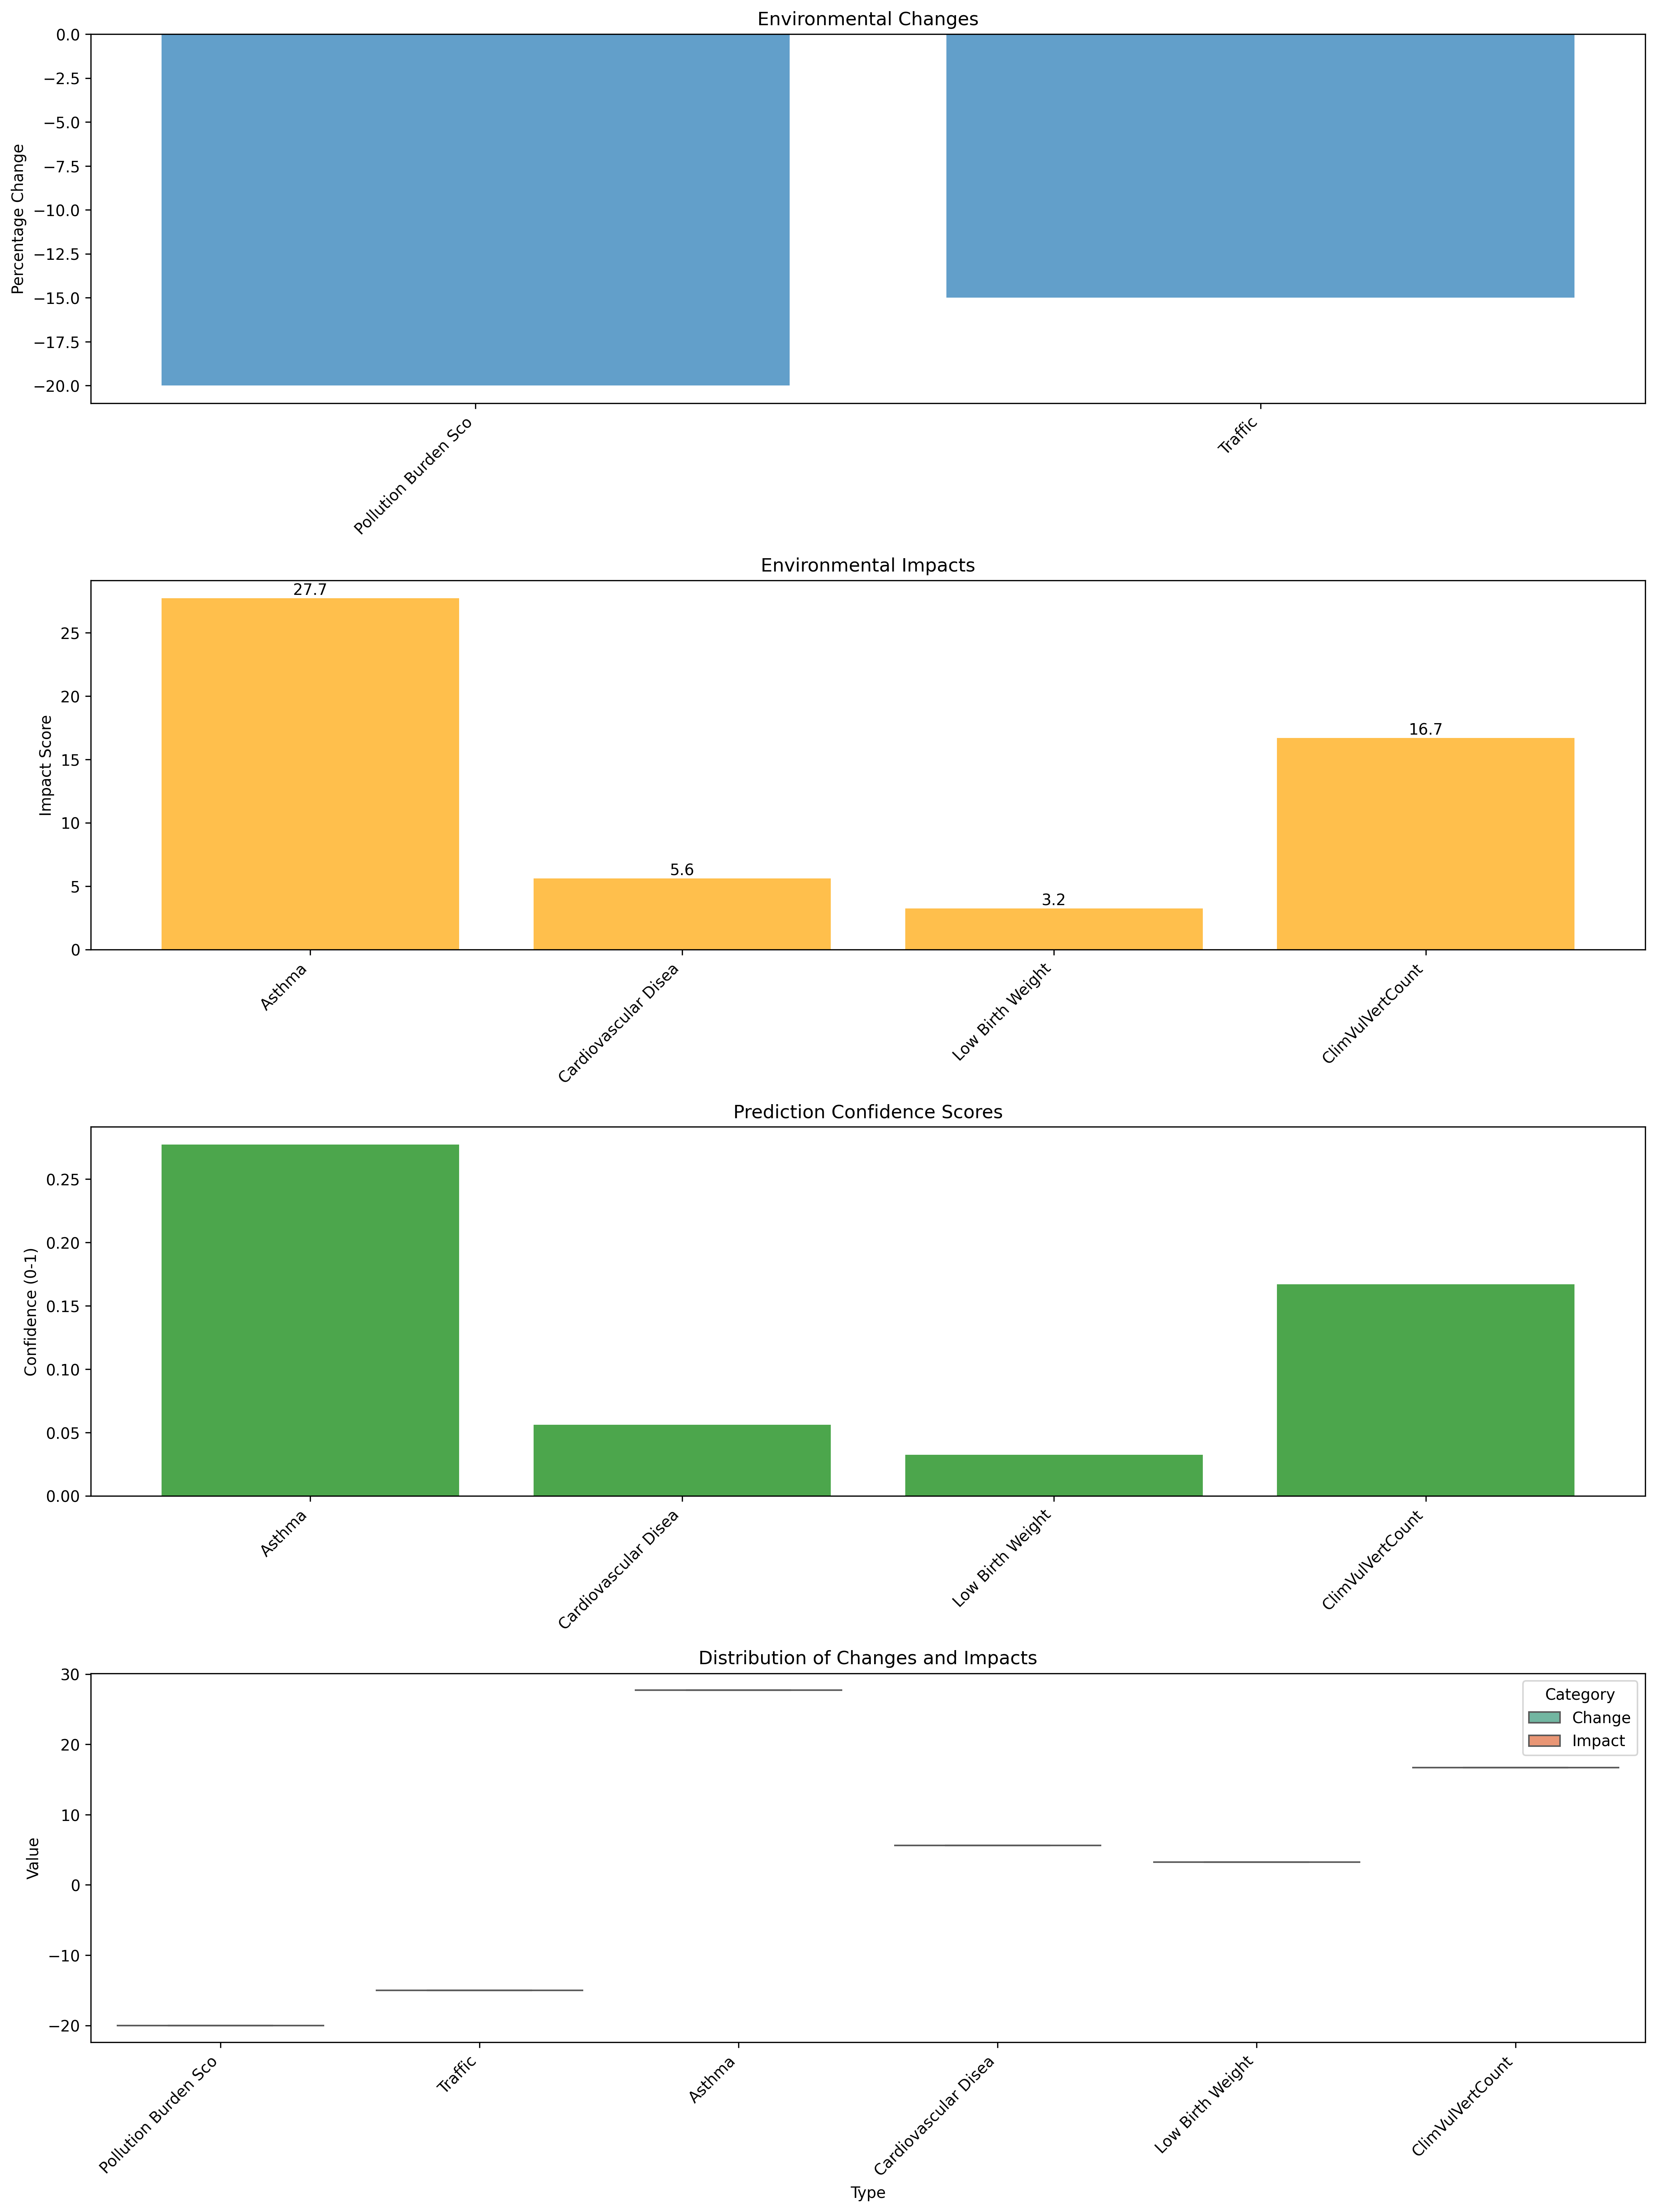 Environmental Changes
Percentage Change
0.0
−2.5
−5.0
−7.5
−10.0
−12.5
−15.0
−17.5
−20.0
Pollution Burden Sco
Traffic
Environmental Impacts
Impact Score
25
20
15
10
5
0
27.7
5.6
3.2
16.7
Asthma
Cardiovascular Disea
Low Birth Weight
ClimVulVertCount
Prediction Confidence Scores
Confidence (0-1)
0.25
0.20
0.15
0.10
0.05
0.00
Asthma
Cardiovascular Disea
Low Birth Weight
ClimVulVertCount
Distribution of Changes and Impacts
Value
30
20
10
0
−10
−20
Category
Change
Impact
Pollution Burden Sco
Traffic
Asthma
Cardiovascular Disea
Low Birth Weight
ClimVulVertCount
Type